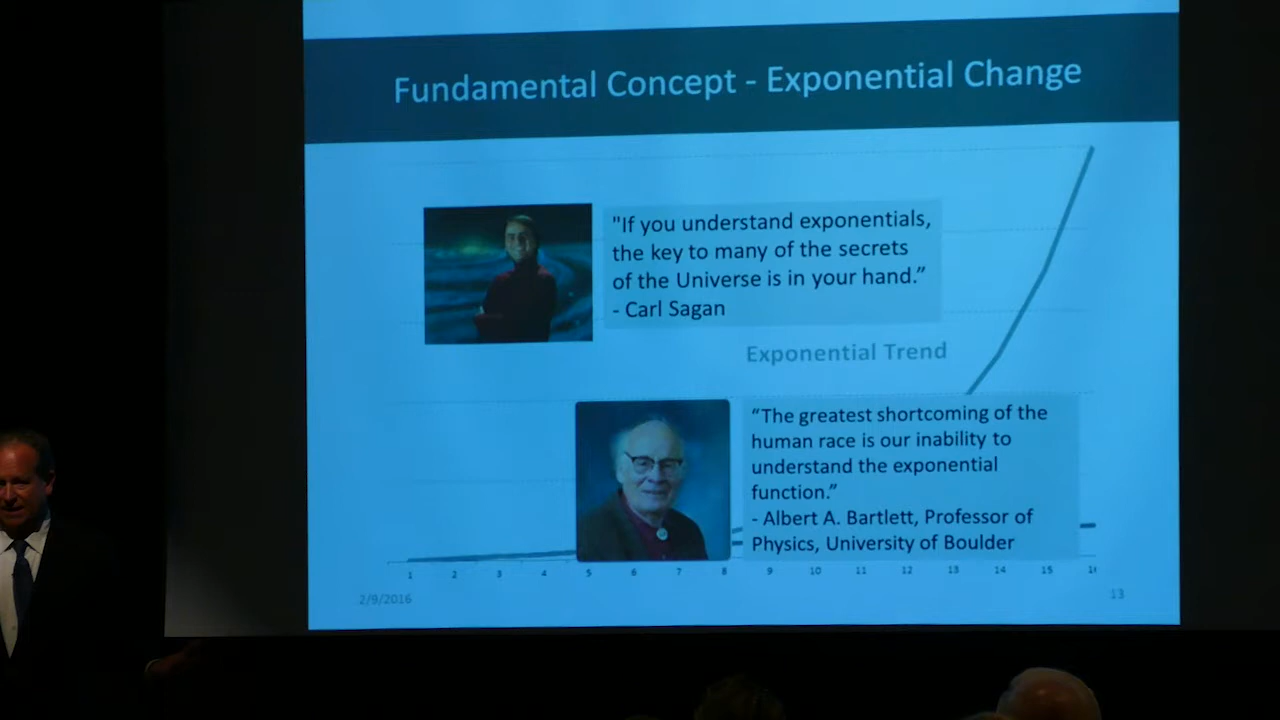 Fundamental Concept - Exponential Change
"If you understand exponentials,
the key to many of the secrets
of the Universe is in your hand.”
- Carl Sagan
Exponential Trend
“The greatest shortcoming of the
human race is our inability to
understand the exponential
function.”
- Albert A. Bartlett, Professor of
Physics, University of Boulder
1 2 3 4 5 6 7 8 9 10 11 12 13 14 15 16
2/9/2016
13